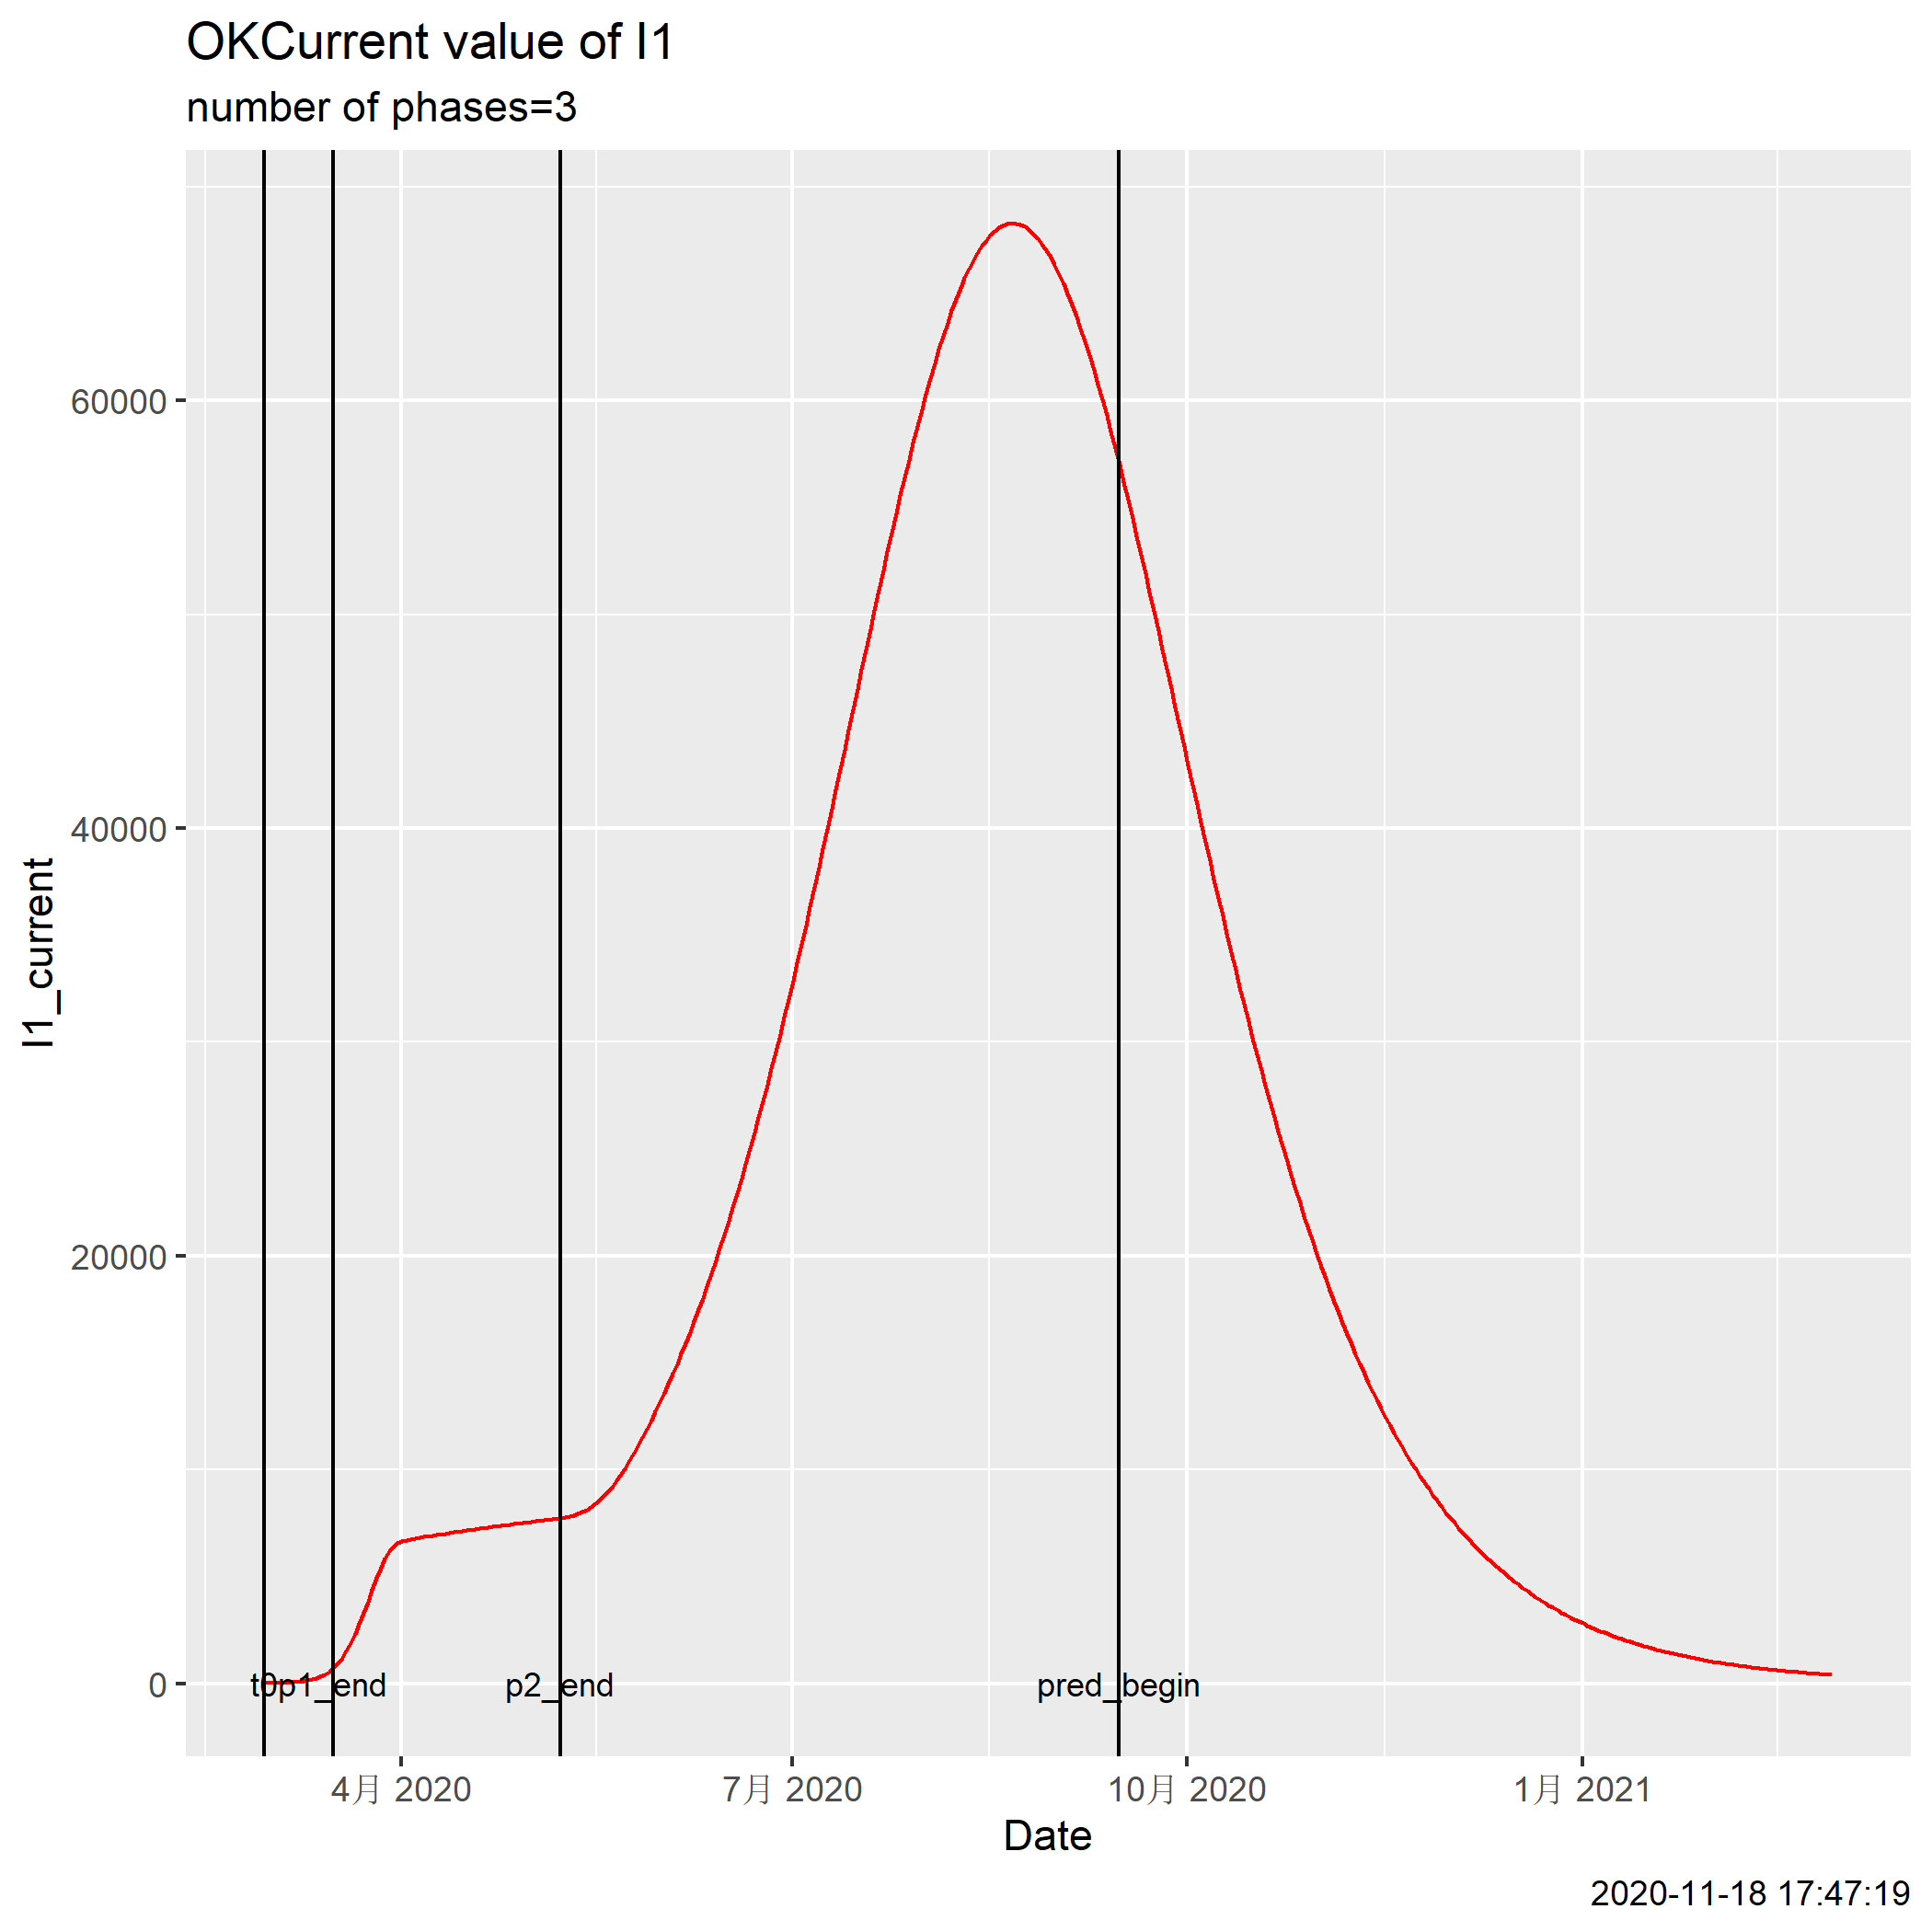 OKCurrent value of I1
number of phases=3
I1_current
60000
40000
20000
0
t0p1_end
p2_end
pred_begin
4月 2020
7月 2020
10月 2020
1月 2021
Date
2020-11-18 17:47:19